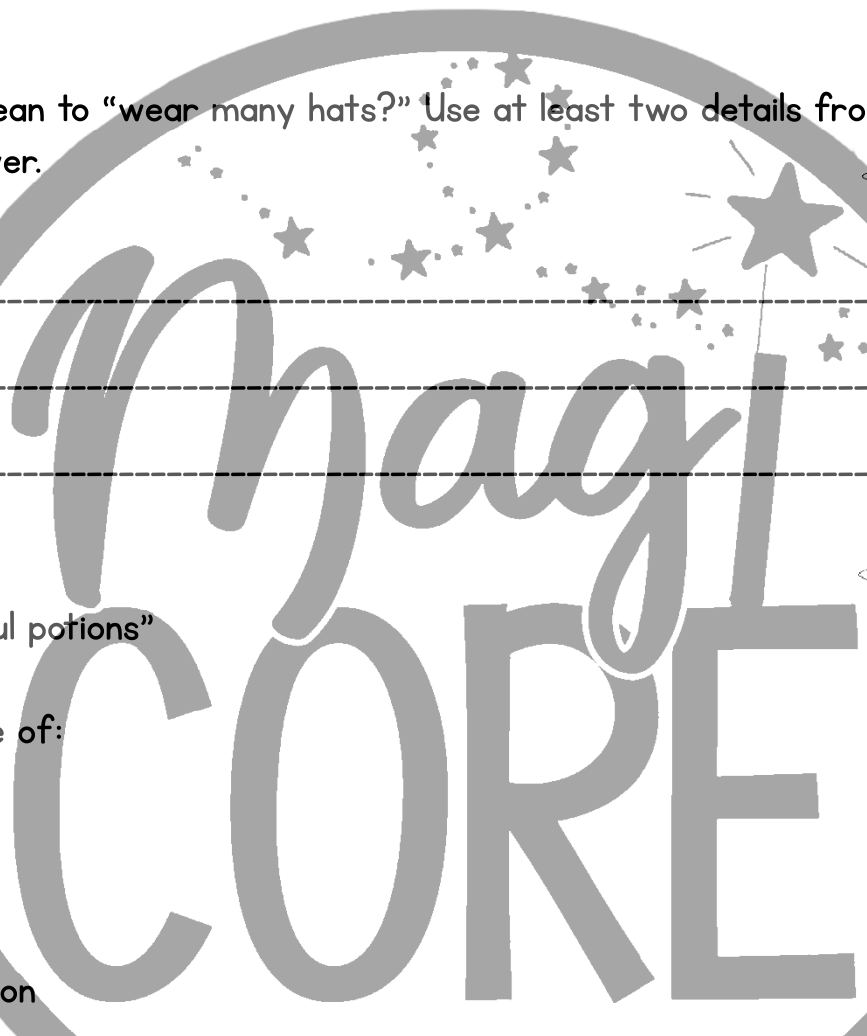 ean to “wear many hats?” Use at least two details fro
er.
Magi
ul potions”
CORE
e of:
on